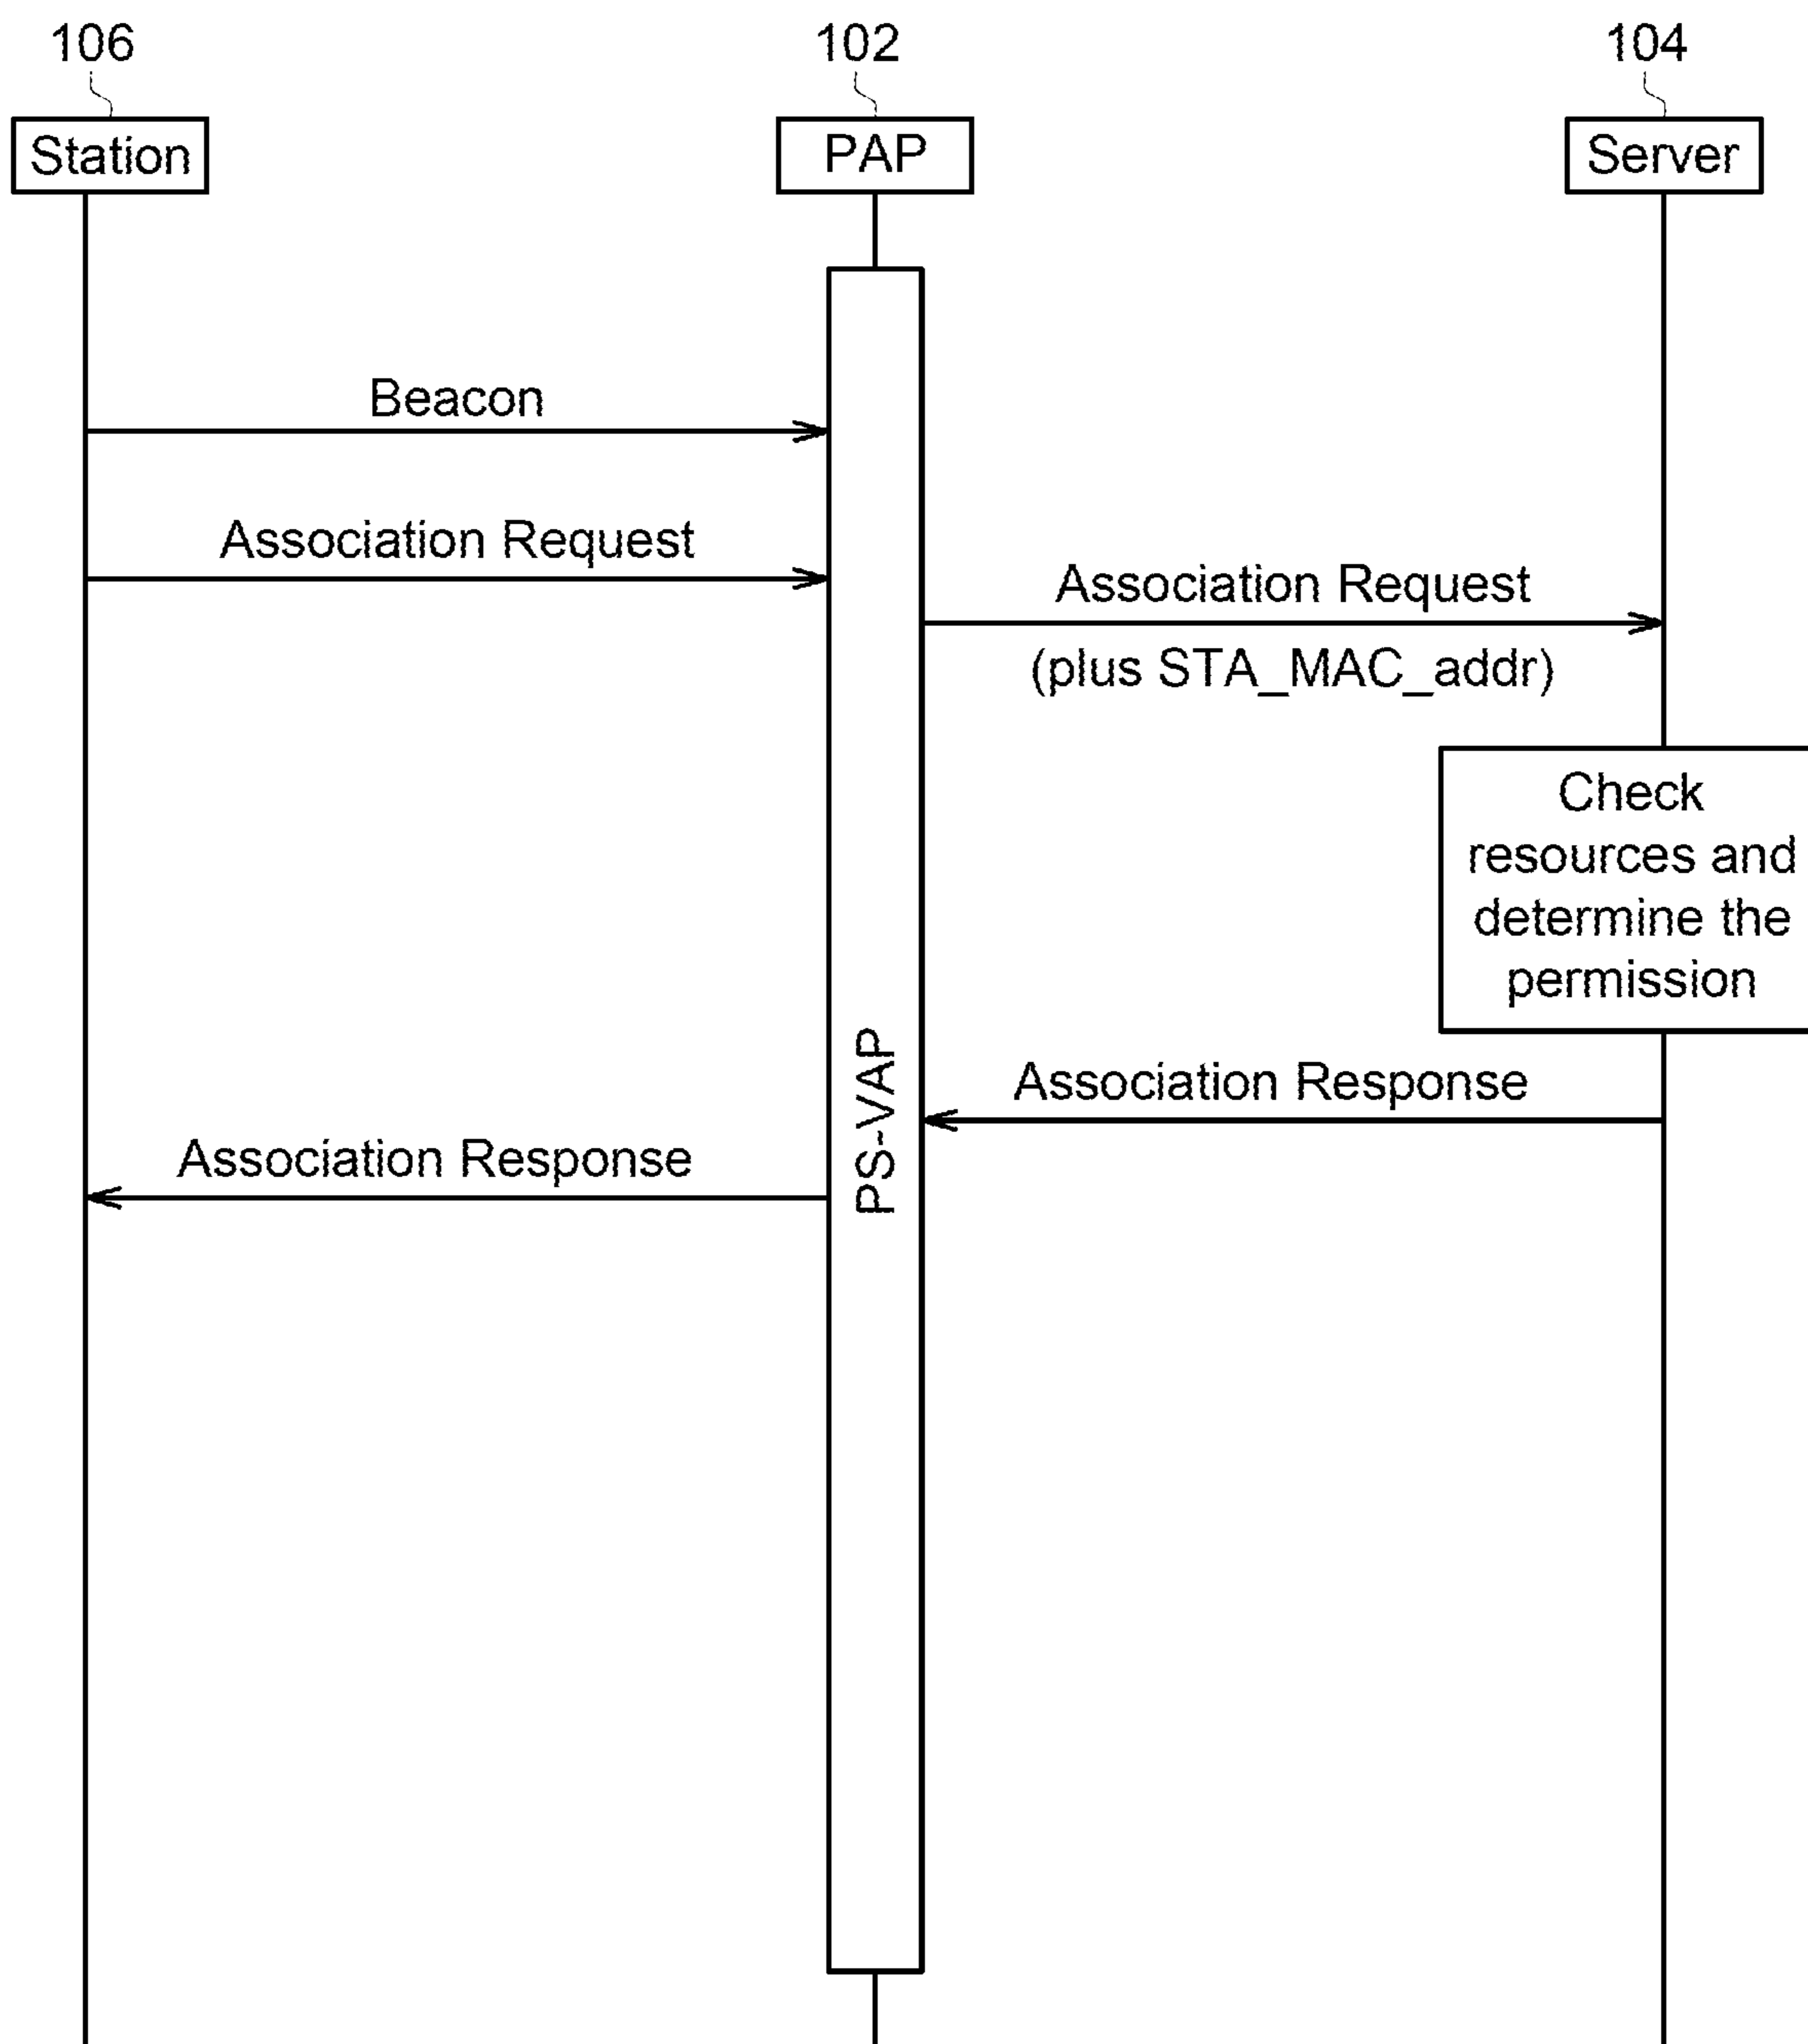 106
102
104
Station
PAP
Server
Beacon
Association Request
Association Request
(plus STA_MAC_addr)
Check
resources and
determine the
permission
PS-VAP
Association Response
Association Response